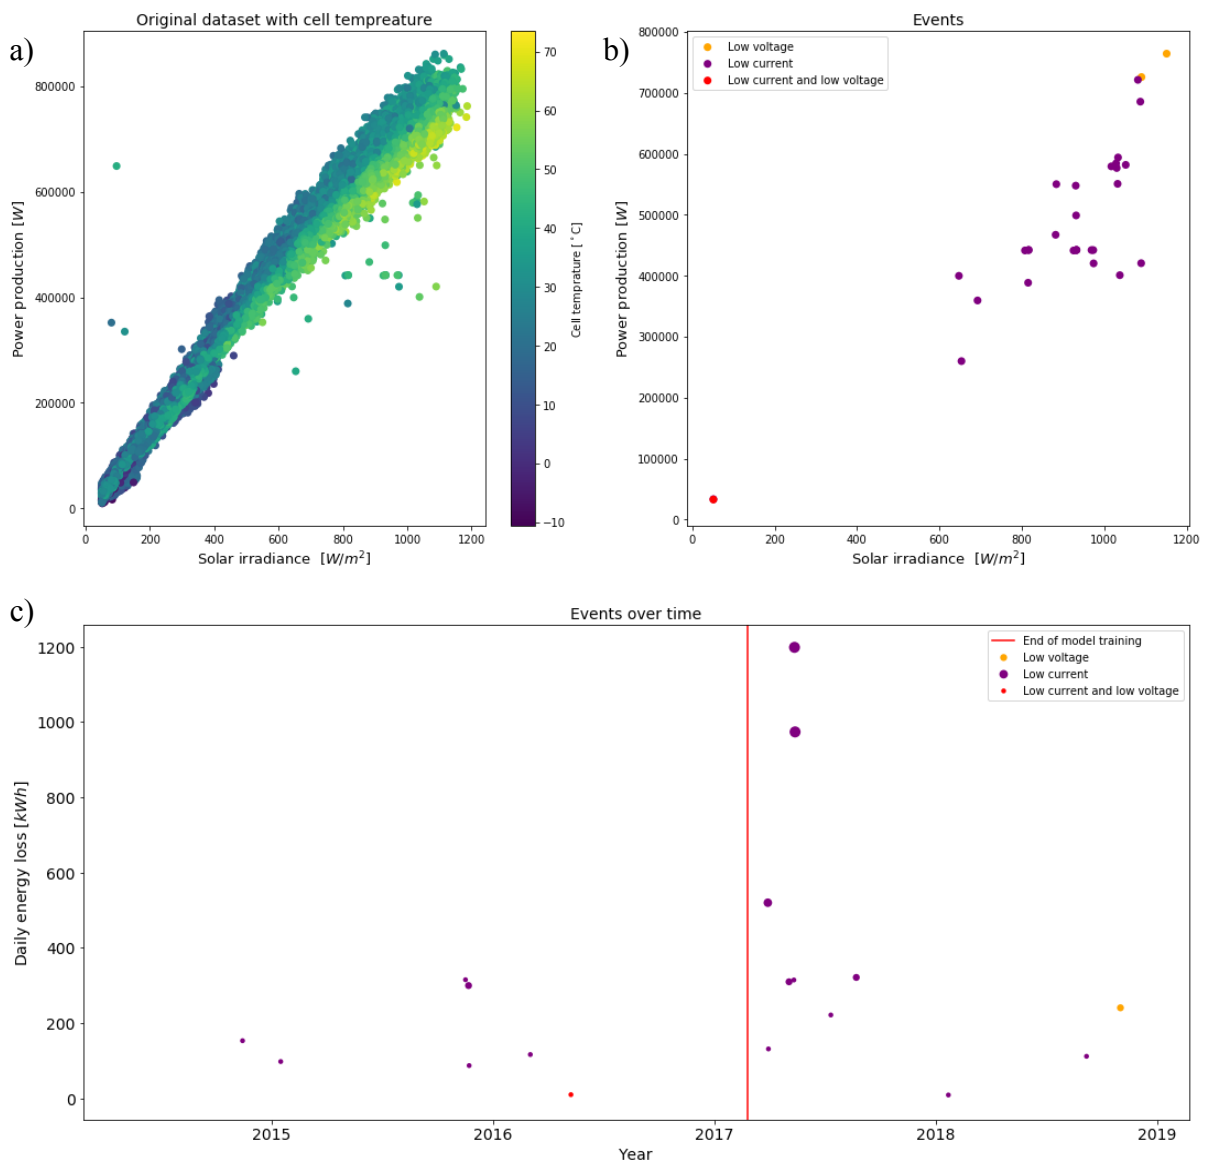 a)
Original dataset with cell tempreature
800000
600000
400000
200000
0
Power production [W]
0 200 400 600 800 1000 1200
Solar irradiance [W/m²]
70
60
50
40
30
20
10
0
−10
Cell temprature [°C]
b)
Events
Low voltage
Low current
Low current and low voltage
800000
700000
600000
500000
400000
300000
200000
100000
0
Power production [W]
0 200 400 600 800 1000 1200
Solar irradiance [W/m²]
c)
Events over time
End of model training
Low voltage
Low current
Low current and low voltage
1200
1000
800
600
400
200
0
Daily energy loss [kWh]
2015 2016 2017 2018 2019
Year